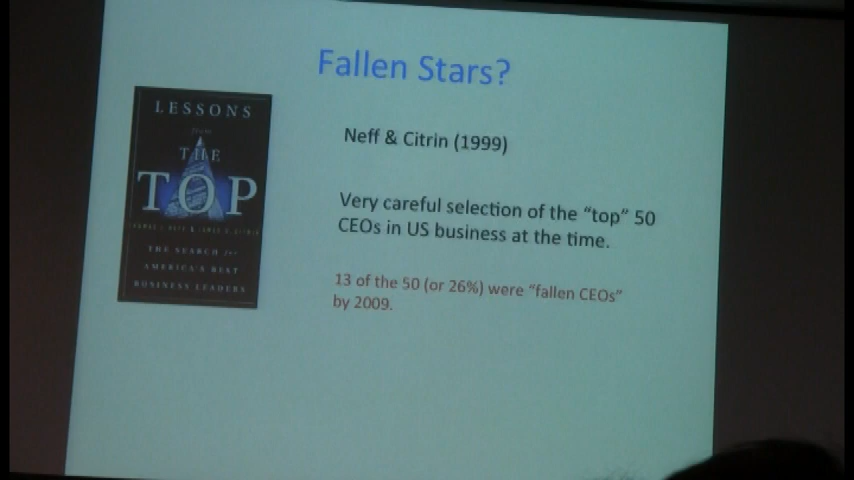 Fallen Stars?
LESSONS
from
THE
TOP
THE SEARCH for
AMERICA'S BEST
BUSINESS LEADERS
Neff & Citrin (1999)
Very careful selection of the “top” 50
CEOs in US business at the time.
13 of the 50 (or 26%) were “fallen CEOs”
by 2009.